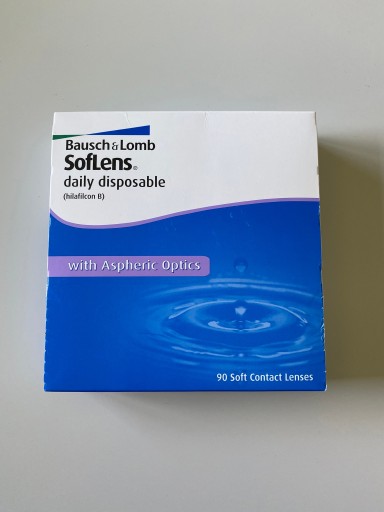 Bausch & Lomb
SofLens®
daily disposable
(hilafilcon B)
with Aspheric Optics
90 Soft Contact Lenses